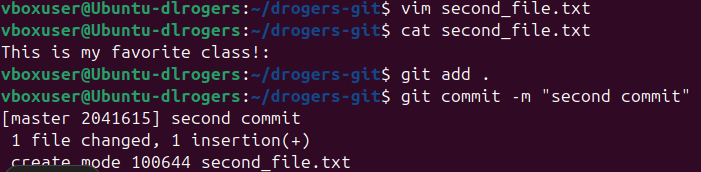 vboxuser@Ubuntu-dlrogers:~/drogers-git$ vim second_file.txt
vboxuser@Ubuntu-dlrogers:~/drogers-git$ cat second_file.txt
This is my favorite class!:
vboxuser@Ubuntu-dlrogers:~/drogers-git$ git add .
vboxuser@Ubuntu-dlrogers:~/drogers-git$ git commit -m "second commit"
[master 2041615] second commit
 1 file changed, 1 insertion(+)
 create mode 100644 second_file.txt